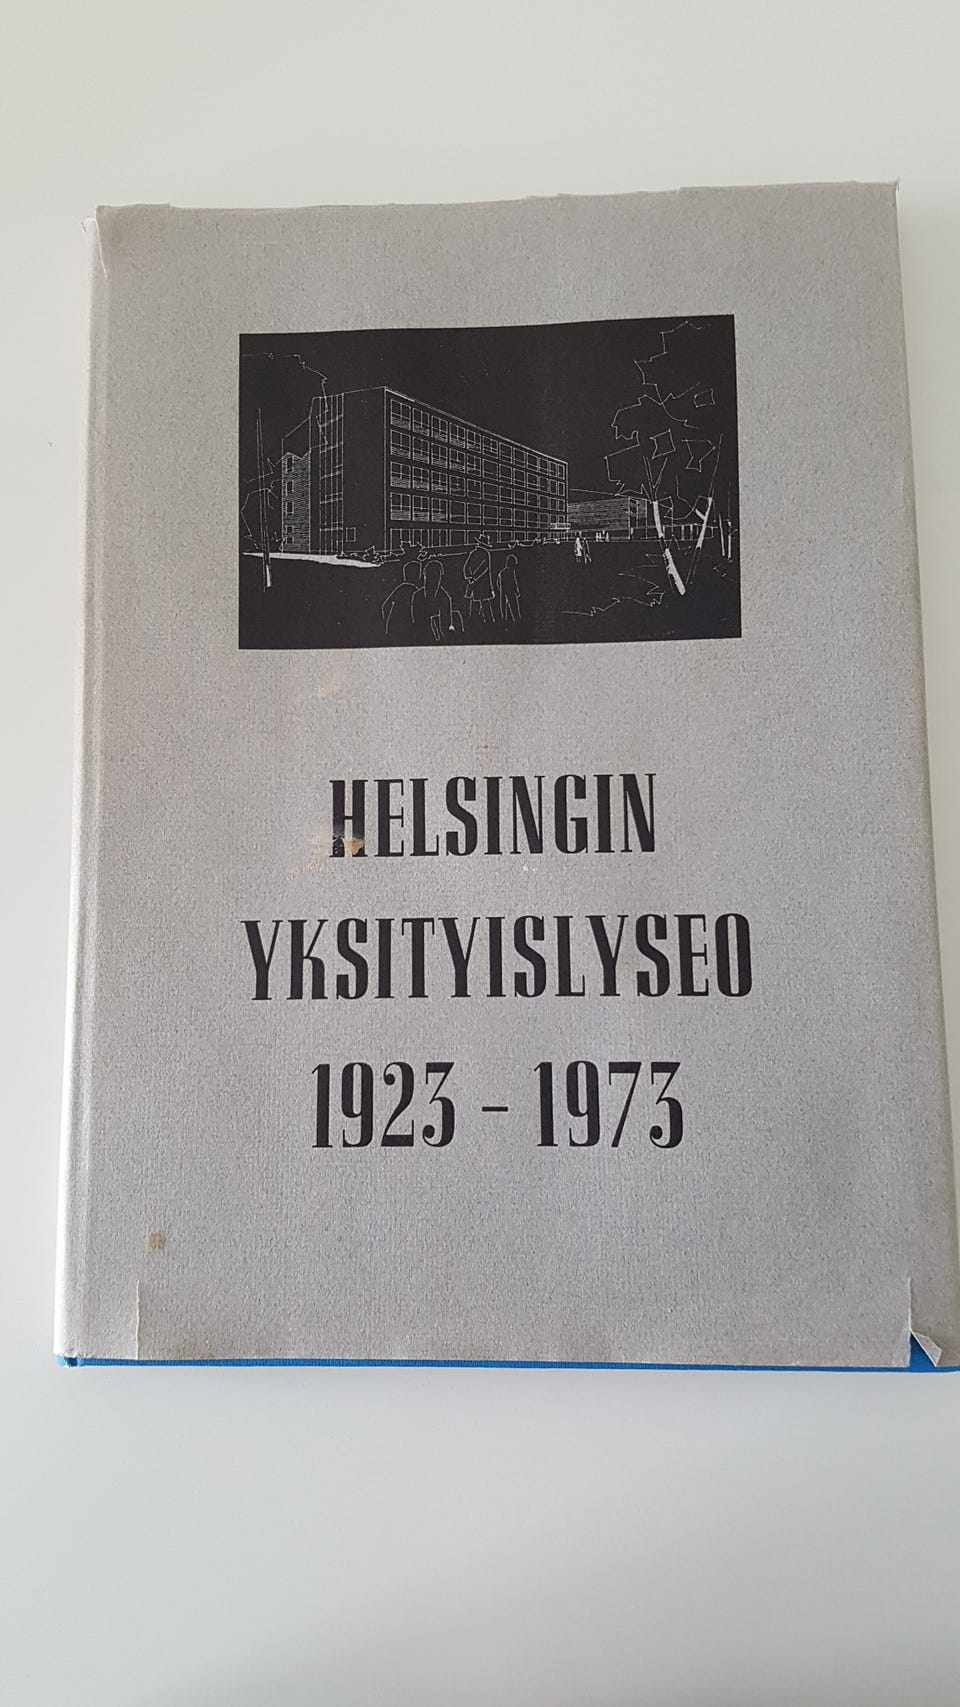 HELSINGIN
YKSITYISLYSEO
1923 - 1973